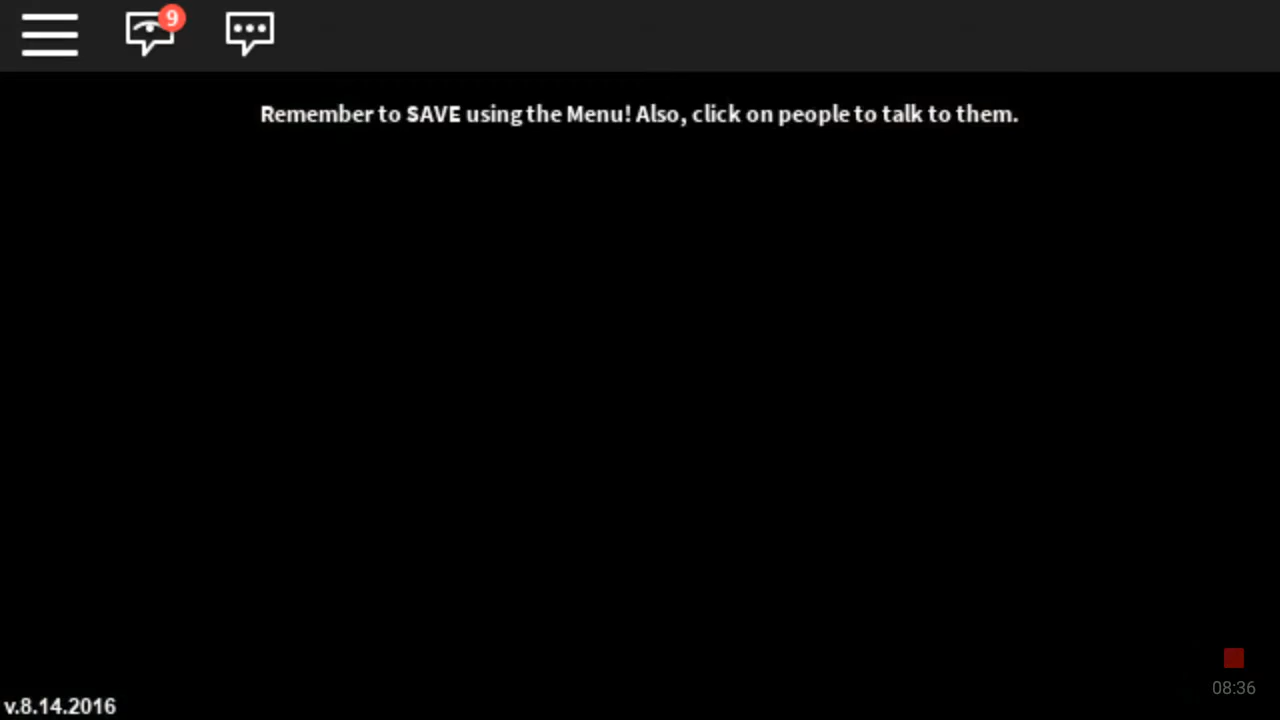 9
Remember to SAVE using the Menu! Also, click on people to talk to them.
08:36
v.8.14.2016